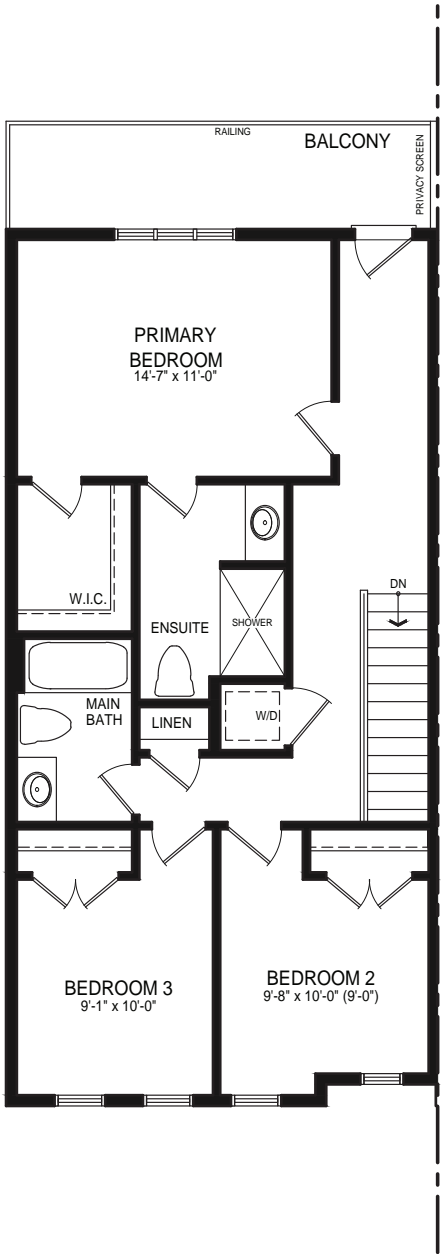 RAILING
BALCONY
PRIVACY SCREEN
PRIMARY
BEDROOM
14'-7" x 11'-0"
W.I.C.
DN
ENSUITE
SHOWER
MAIN
BATH
LINEN
W/D
BEDROOM 3
9'-1" x 10'-0"
BEDROOM 2
9'-8" x 10'-0" (9'-0")